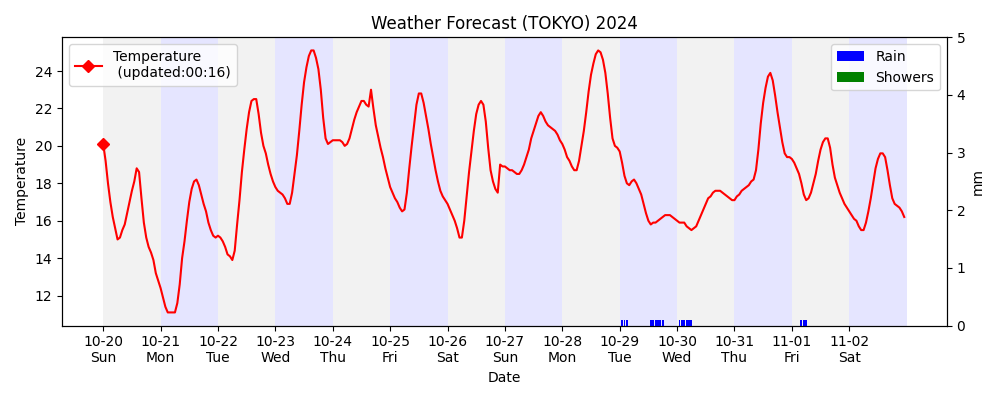 Weather Forecast (TOKYO) 2024
Temperature
(updated:00:16)
Rain
Showers
Temperature
24
22
20
18
16
14
12
5
4
3
2
1
0
mm
10-20 10-21 10-22 10-23 10-24 10-25 10-26 10-27 10-28 10-29 10-30 10-31 11-01 11-02
Sun Mon Tue Wed Thu Fri Sat Sun Mon Tue Wed Thu Fri Sat
Date